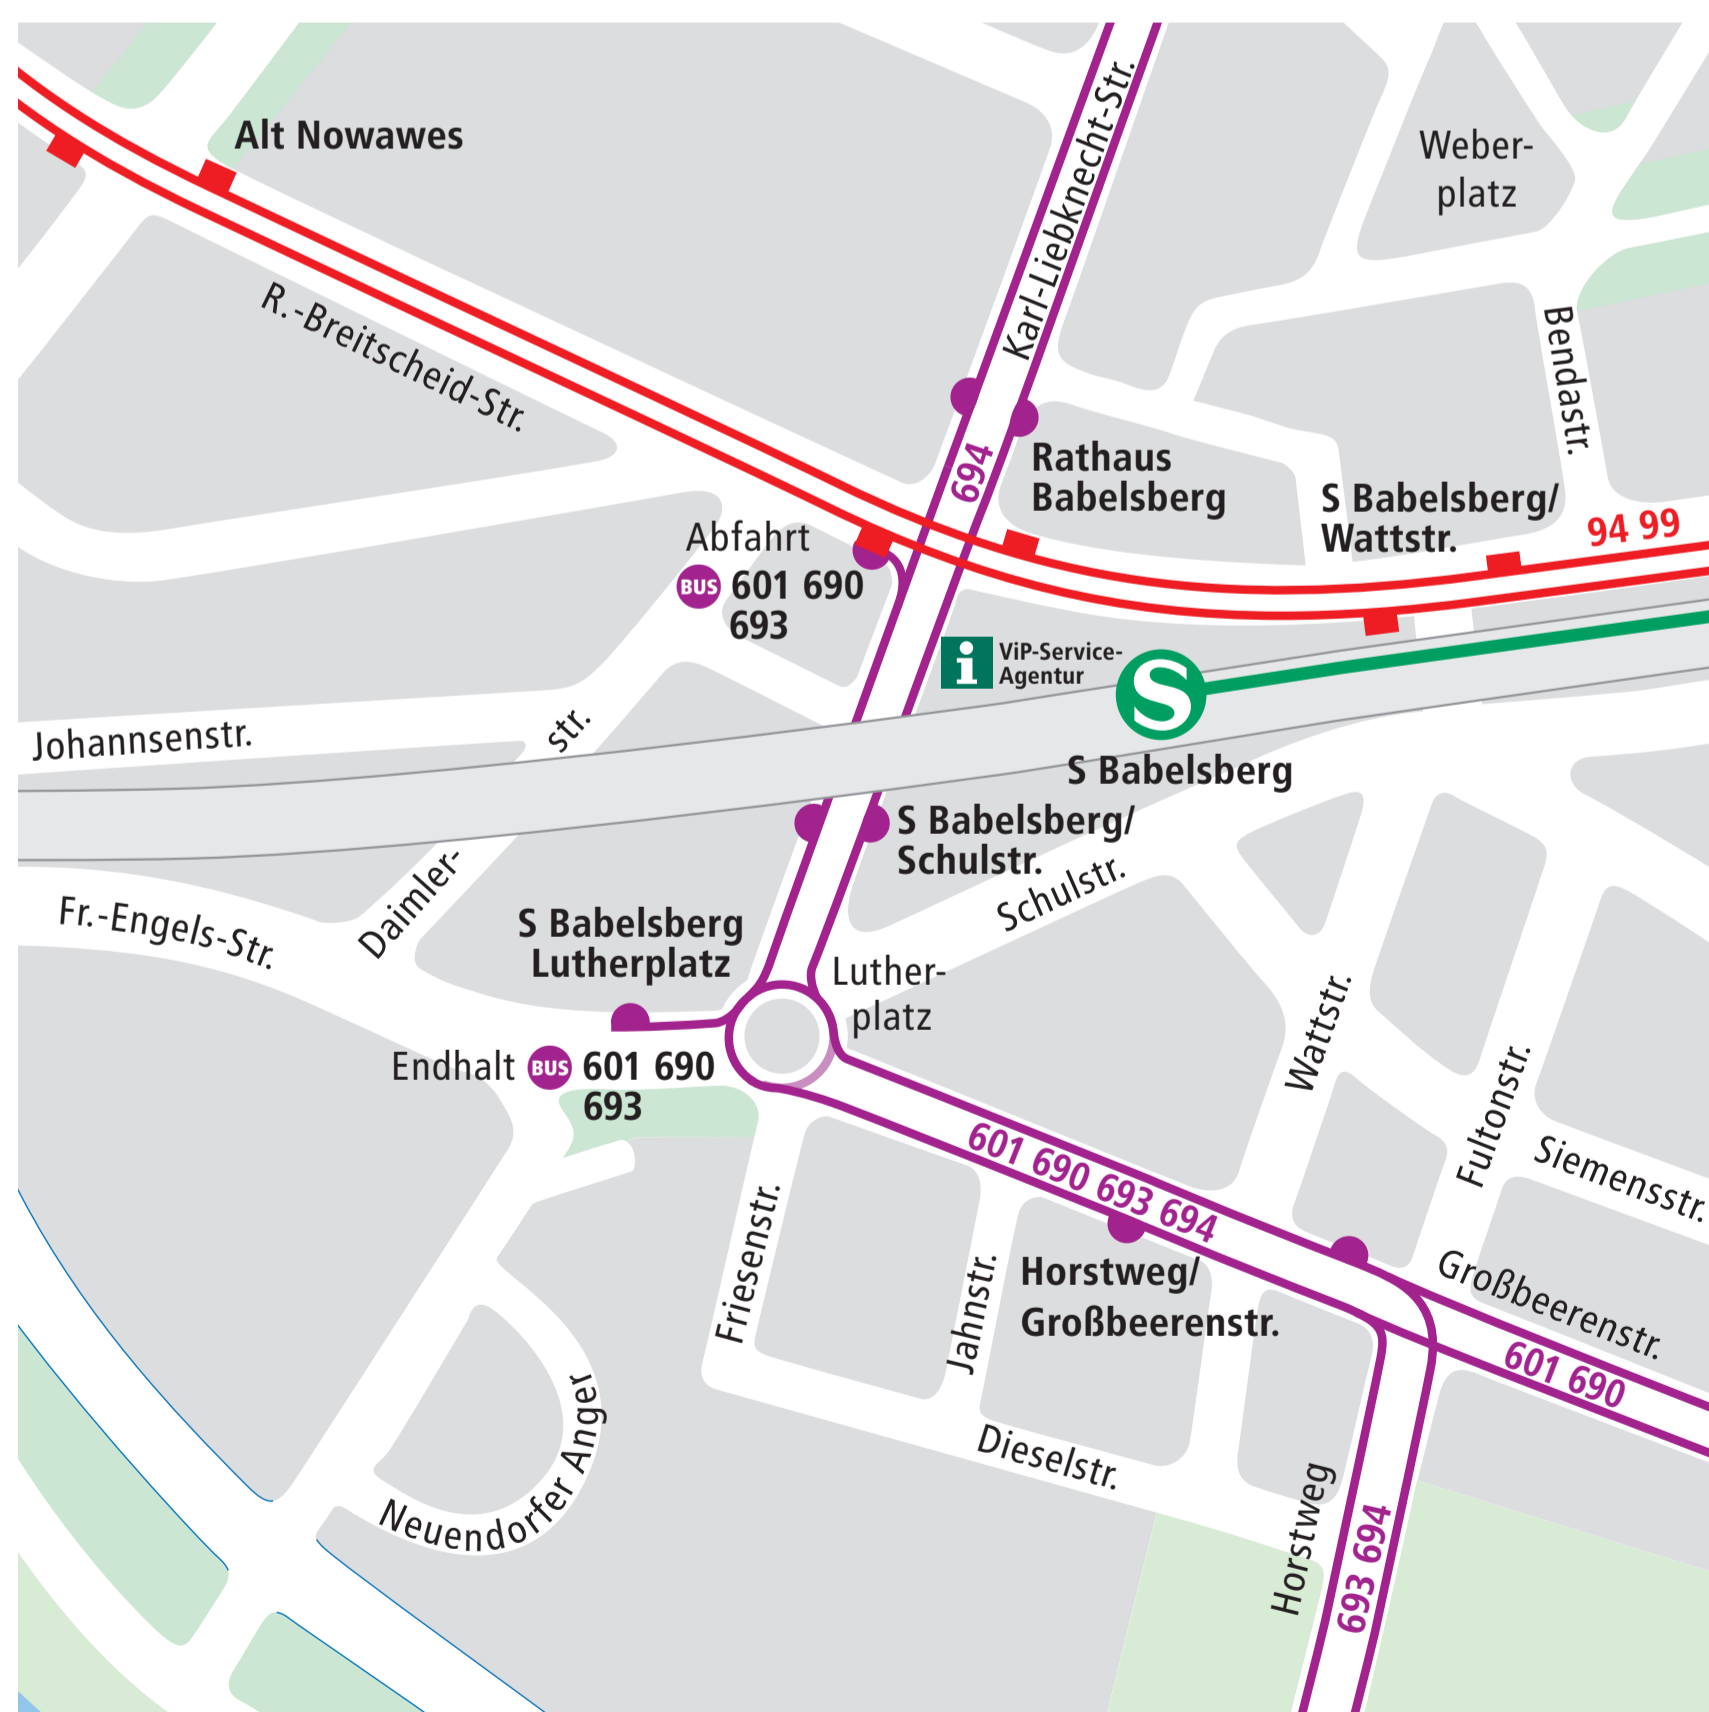 Alt Nowawes
R.-Breitscheid-Str.
Karl-Liebknecht-Str.
Weber-
platz
Bendastr.
694
Rathaus
Babelsberg
S Babelsberg/
Wattstr.
94 99
Abfahrt
BUS 601 690
693
i ViP-Service-
Agentur
S
S Babelsberg
Johannsenstr.
Daimler-
str.
S Babelsberg/
Schulstr.
Schulstr.
Fr.-Engels-Str.
S Babelsberg
Lutherplatz
Luther-
platz
Endhalt BUS 601 690
693
Wattstr.
Fultonstr.
Siemensstr.
601 690 693 694
Friesenstr.
Jahnstr.
Horstweg/
Großbeerenstr.
Großbeerenstr.
601 690
Dieselstr.
Neuendorfer Anger
Horstweg
693 694